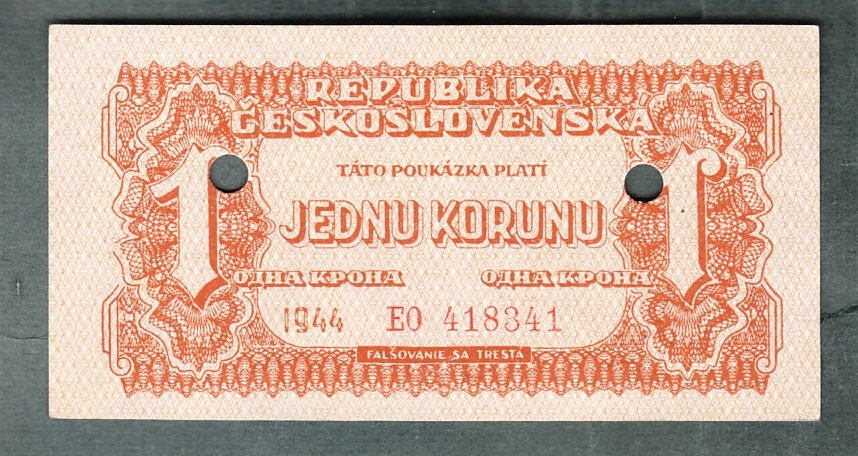 REPUBLIKA
ČESKOSLOVENSKÁ
TÁTO POUKÁZKA PLATÍ
1 JEDNU KORUNU 1
ОДНА КРОНА ОДНА КРОНА
1944 EO 418341
FALŠOVANIE SA TRESTÁ